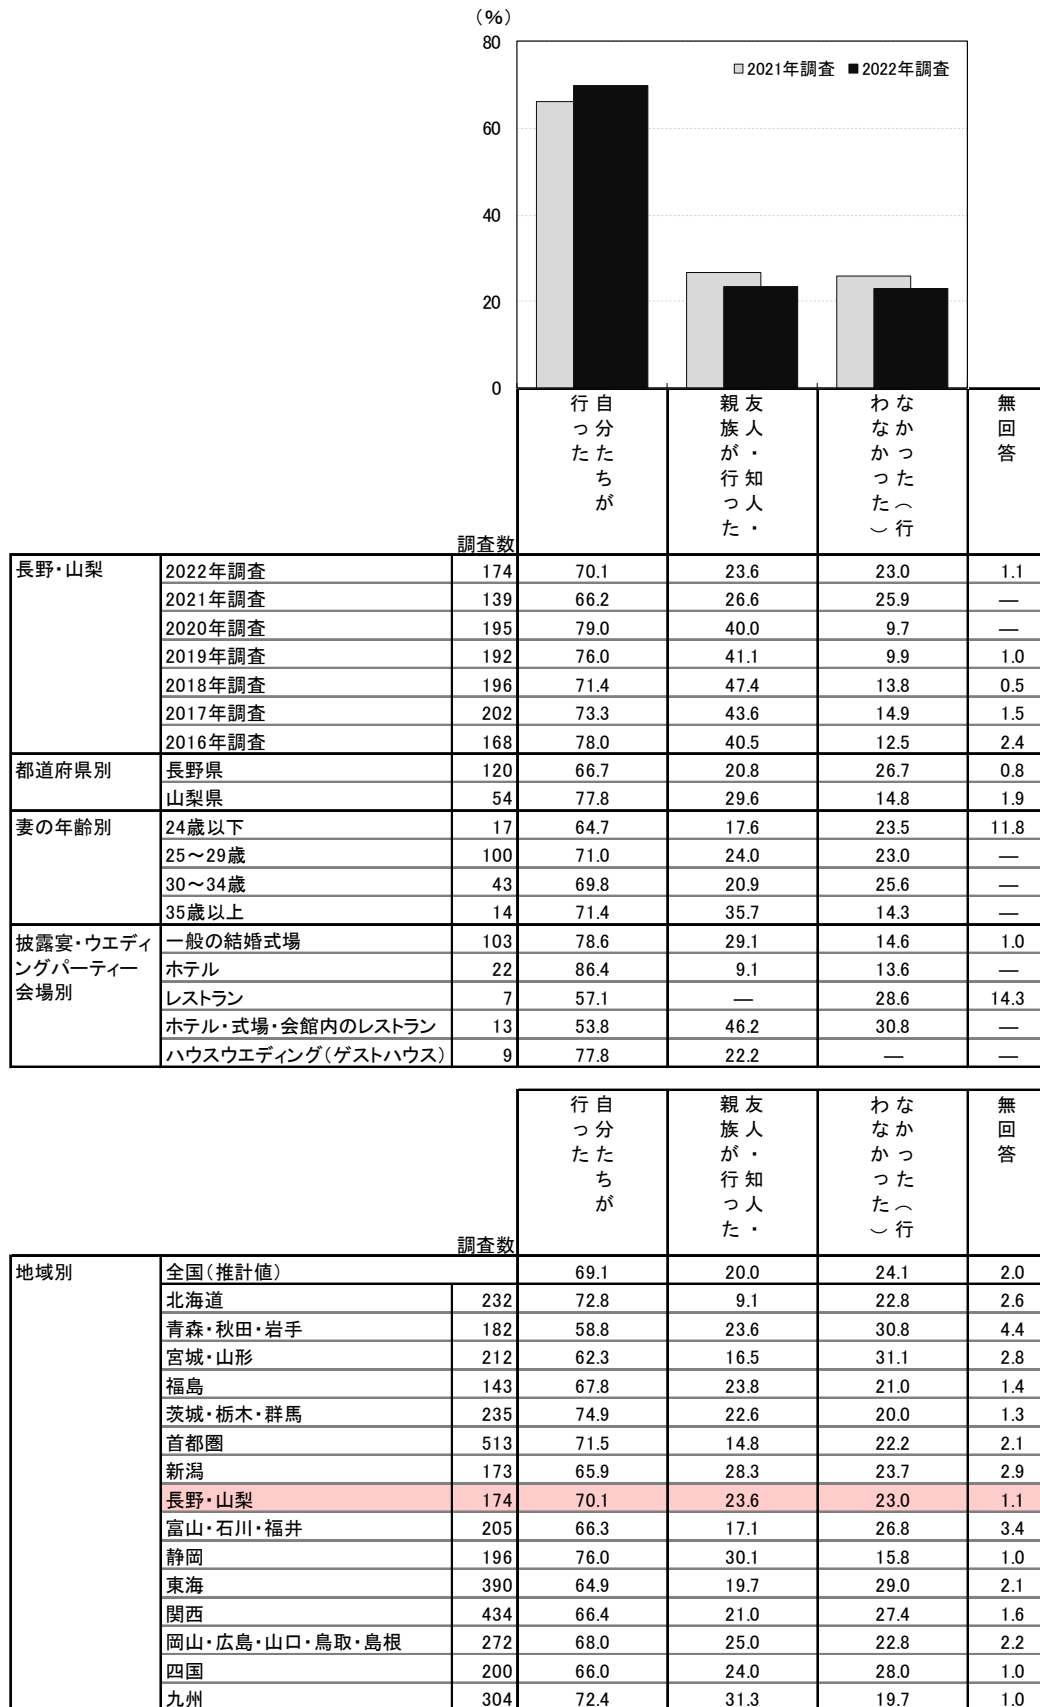 （%）
80
60
40
20
0
2021年調査 2022年調査
調査数 自分たちが行った 友人・知人・親族が行った・ なかった（行わなかった） 無回答
長野・山梨 2022年調査 174 70.1 23.6 23.0 1.1
2021年調査 139 66.2 26.6 25.9 ―
2020年調査 195 79.0 40.0 9.7 ―
2019年調査 192 76.0 41.1 9.9 1.0
2018年調査 196 71.4 47.4 13.8 0.5
2017年調査 202 73.3 43.6 14.9 1.5
2016年調査 168 78.0 40.5 12.5 2.4
都道府県別 長野県 120 66.7 20.8 26.7 0.8
山梨県 54 77.8 29.6 14.8 1.9
妻の年齢別 24歳以下 17 64.7 17.6 23.5 11.8
25～29歳 100 71.0 24.0 23.0 ―
30～34歳 43 69.8 20.9 25.6 ―
35歳以上 14 71.4 35.7 14.3 ―
披露宴・ウエディングパーティー会場別 一般の結婚式場 103 78.6 29.1 14.6 1.0
ホテル 22 86.4 9.1 13.6 ―
レストラン 7 57.1 ― 28.6 14.3
ホテル・式場・会館内のレストラン 13 53.8 46.2 30.8 ―
ハウスウエディング（ゲストハウス） 9 77.8 22.2 ― ―
調査数 自分たちが行った 友人・知人・親族が行った・ なかった（行わなかった） 無回答
地域別 全国（推計値） 69.1 20.0 24.1 2.0
北海道 232 72.8 9.1 22.8 2.6
青森・秋田・岩手 182 58.8 23.6 30.8 4.4
宮城・山形 212 62.3 16.5 31.1 2.8
福島 143 67.8 23.8 21.0 1.4
茨城・栃木・群馬 235 74.9 22.6 20.0 1.3
首都圏 513 71.5 14.8 22.2 2.1
新潟 173 65.9 28.3 23.7 2.9
長野・山梨 174 70.1 23.6 23.0 1.1
富山・石川・福井 205 66.3 17.1 26.8 3.4
静岡 196 76.0 30.1 15.8 1.0
東海 390 64.9 19.7 29.0 2.1
関西 434 66.4 21.0 27.4 1.6
岡山・広島・山口・鳥取・島根 272 68.0 25.0 22.8 2.2
四国 200 66.0 24.0 28.0 1.0
九州 304 72.4 31.3 19.7 1.0